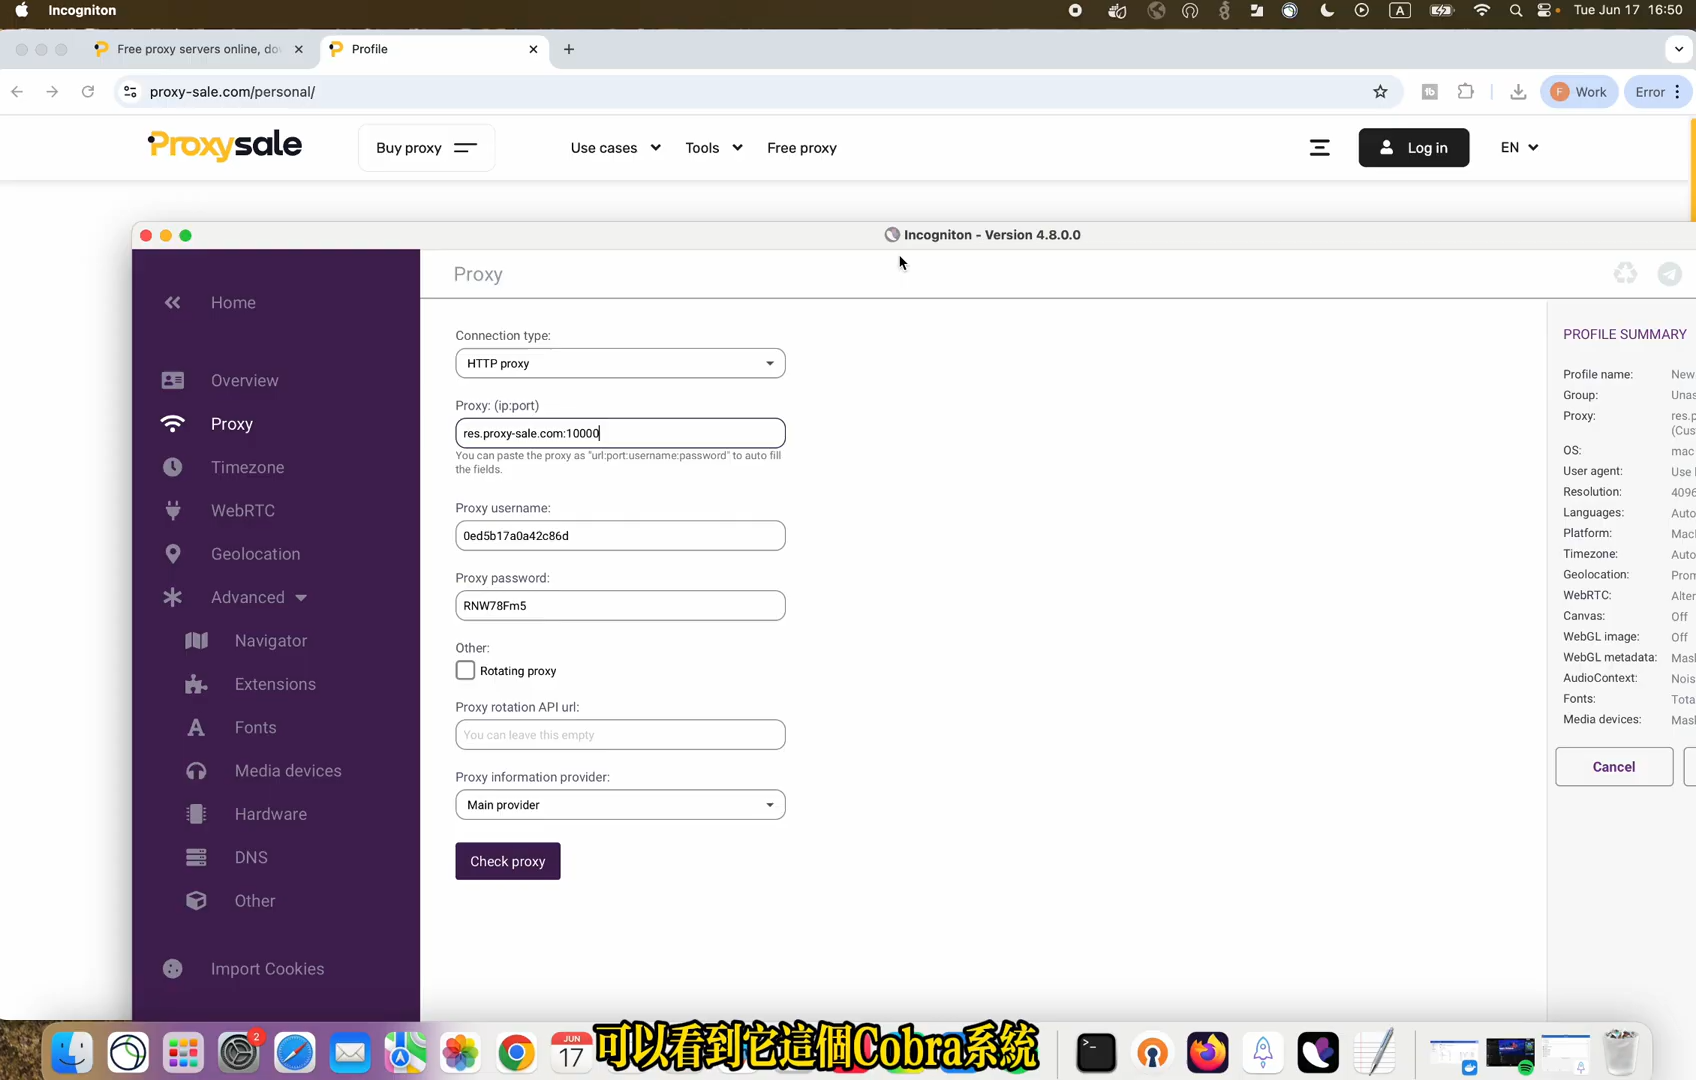 Incogniton
A
Tue Jun 17 16:50
Free proxy servers online, do
Profile
proxy-sale.com/personal/
F Work
Error
Proxysale
Buy proxy
Use cases
Tools
Free proxy
Log in
EN
Incogniton - Version 4.8.0.0
Home
Overview
Proxy
Timezone
WebRTC
Geolocation
Advanced
Navigator
Extensions
Fonts
Media devices
Hardware
DNS
Other
Import Cookies
Proxy
Connection type:
HTTP proxy
Proxy: (ip:port)
res.proxy-sale.com:10000
You can paste the proxy as "url:port:username:password" to auto fill
the fields.
Proxy username:
0ed5b17a0a42c86d
Proxy password:
RNW78Fm5
Other:
Rotating proxy
Proxy rotation API url:
You can leave this empty
Proxy information provider:
Main provider
Check proxy
PROFILE SUMMARY
Profile name: New
Group: Unas
Proxy: res.p
(Cus
OS: mac
User agent: Use
Resolution: 4096
Languages: Auto
Platform: Mac
Timezone: Auto
Geolocation: Pron
WebRTC: Alter
Canvas: Off
WebGL image: Off
WebGL metadata: Mas
AudioContext: Nois
Fonts: Tota
Media devices: Mas
Cancel
2
JUN
17
可以看到它這個Cobra系統